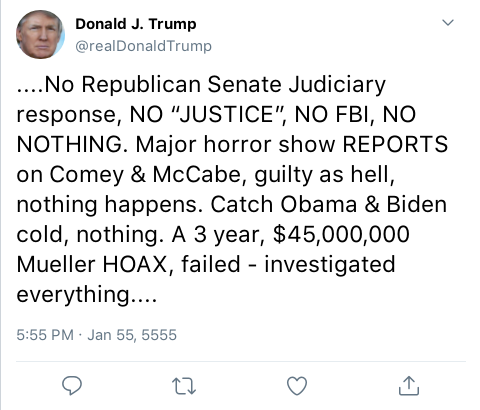 Donald J. Trump
@realDonaldTrump
....No Republican Senate Judiciary
response, NO “JUSTICE”, NO FBI, NO
NOTHING. Major horror show REPORTS
on Comey & McCabe, guilty as hell,
nothing happens. Catch Obama & Biden
cold, nothing. A 3 year, $45,000,000
Mueller HOAX, failed - investigated
everything....
5:55 PM · Jan 55, 5555